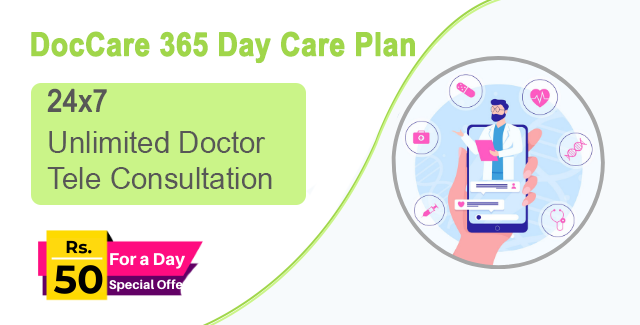 DocCare 365 Day Care Plan
24x7
Unlimited Doctor
Tele Consultation
Rs.
50
For a Day
Special Offe